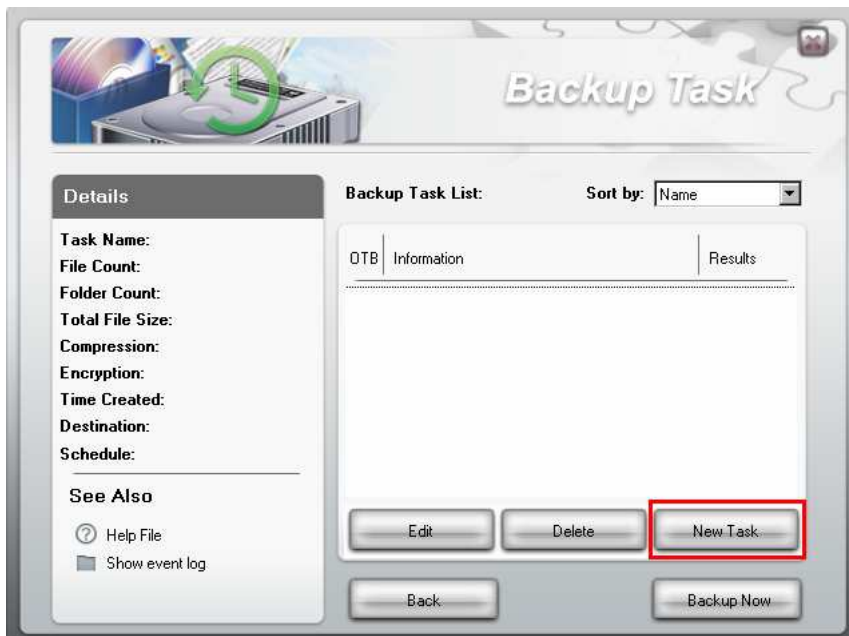 Backup Task
Details
Task Name:
File Count:
Folder Count:
Total File Size:
Compression:
Encryption:
Time Created:
Destination:
Schedule:
See Also
Help File
Show event log
Backup Task List:
Sort by: Name
OTB Information Results
Edit Delete New Task
Back Backup Now